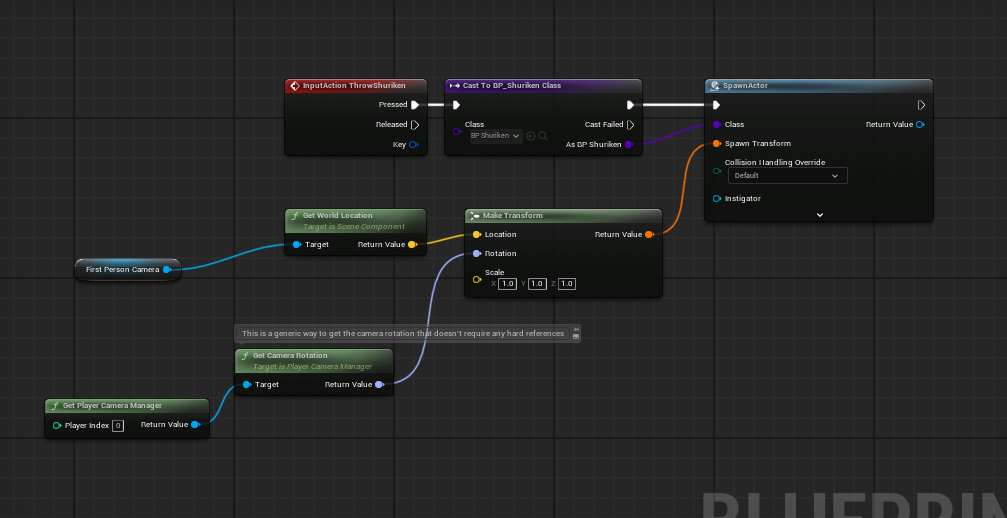 InputAction ThrowShuriken
Pressed
Released
Key
Cast To BP_Shuriken Class
Class
BP Shuriken
Cast Failed
As BP Shuriken
SpawnActor
Class
Return Value
Spawn Transform
Collision Handling Override
Default
Instigator
Get World Location
Target is Scene Component
Target Return Value
First Person Camera
Make Transform
Location Return Value
Rotation
Scale
X 1.0 Y 1.0 Z 1.0
This is a generic way to get the camera rotation that doesn't require any hard references
Get Camera Rotation
Target is Player Camera Manager
Target Return Value
Get Player Camera Manager
Player Index 0 Return Value
BLUEPRIN